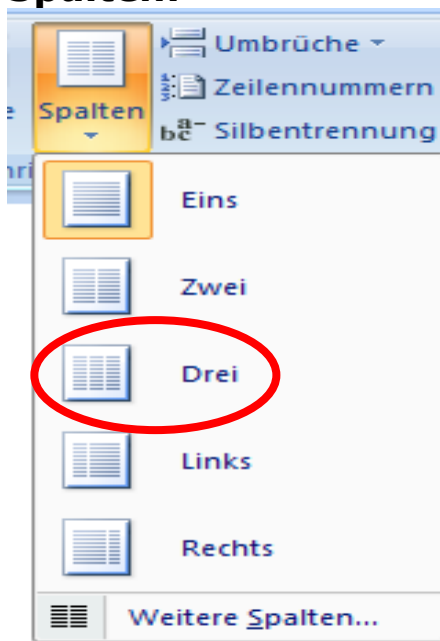 Umbrüche
Zeilennummern
Spalten
Silbentrennung
Eins
Zwei
Drei
Links
Rechts
Weitere Spalten...